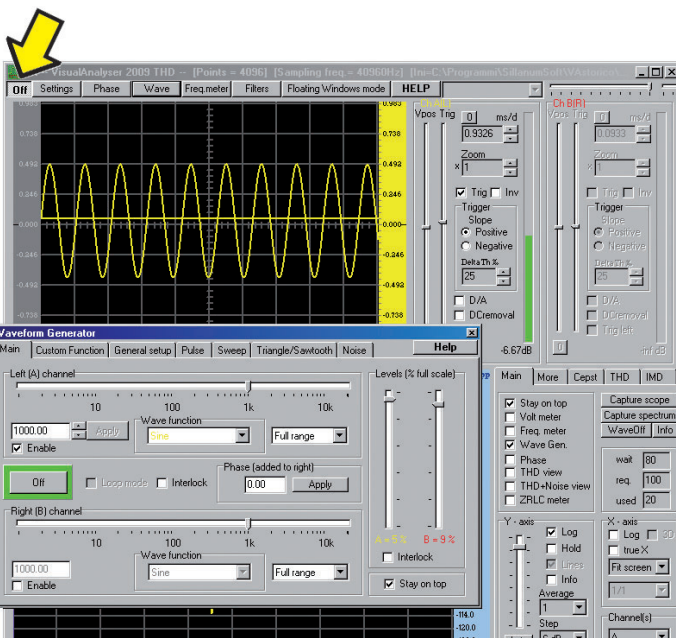 VisualAnalyser 2009 THD -- [Points = 4096] [Sampling freq.= 40960Hz] [Ini=C:\Programmi\SillanumSoft\
Off Settings Phase Wave Freq.meter Filters Floating Windows mode HELP
0.983
0.738
0.492
0.246
-0.000
-0.246
-0.492
-0.738
0.983
0.738
0.492
0.246
0.000
-0.246
-0.492
-0.738
Ch A(C)
Vpos Trig 0 ms/d
0.9326
Zoom
x 1
Trig Inv
Trigger
Slope
Positive
Negative
DeltaTh %
25
D/A
DCremoval
-6.67dB
Ch B(R)
Vpos Trig 0 ms/d
0.0933
Zoom
x 1
Trig Inv
Trigger
Slope
Positive
Negative
DeltaTh %
25
D/A
DCremoval
Trig left
0
-inf dB
Waveform Generator
Main Custom Function General setup Pulse Sweep Triangle/Sawtooth Noise Help
Left (A) channel
10 100 1k 10k
1000.00 Apply
Wave function
Sine Full range
Enable
Off Loop mode Interlock
Phase (added to right)
0.00 Apply
Right (B) channel
10 100 1k 10k
1000.00
Wave function
Sine Full range
Enable
Levels (% full scale)
A = 5 % B = 9 %
Interlock
Stay on top
Main More Cepst THD IMD
Stay on top
Volt meter
Freq. meter
Wave Gen.
Phase
THD view
THD+Noise view
ZRLC meter
Capture scope
Capture spectrum
WaveOff Info
wait 80
req. 100
used 20
Y - axis
Log
Hold
Lines
Info
Average
1
Step
X - axis
Log 3D
true X
Fit screen
1/1
Channel(s)
A
-114.0
-120.0